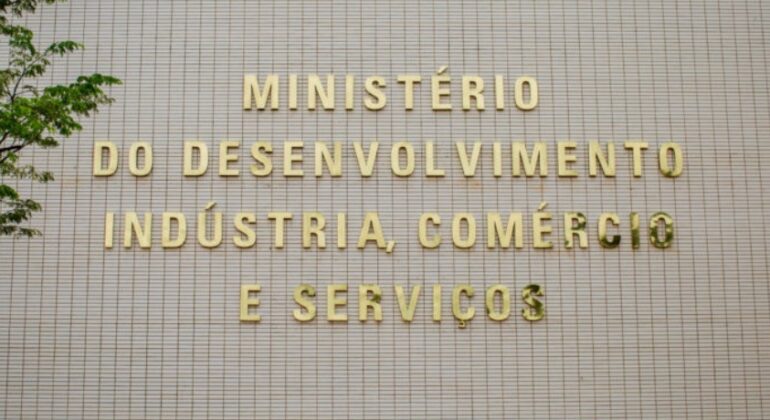 MINISTÉRIO
DO DESENVOLVIMENTO
INDÚSTRIA, COMÉRCIO
E SERVIÇOS